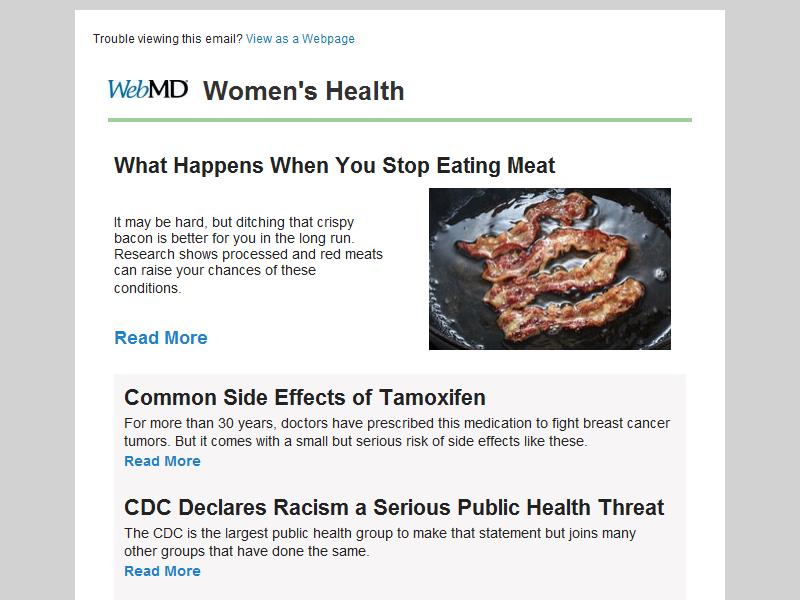 Trouble viewing this email? View as a Webpage
WebMD Women's Health
What Happens When You Stop Eating Meat
It may be hard, but ditching that crispy
bacon is better for you in the long run.
Research shows processed and red meats
can raise your chances of these
conditions.
Read More
Common Side Effects of Tamoxifen
For more than 30 years, doctors have prescribed this medication to fight breast cancer
tumors. But it comes with a small but serious risk of side effects like these.
Read More
CDC Declares Racism a Serious Public Health Threat
The CDC is the largest public health group to make that statement but joins many
other groups that have done the same.
Read More